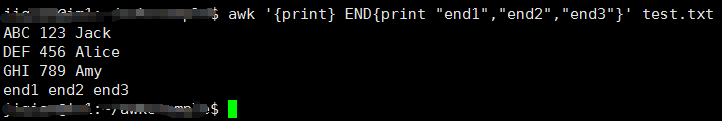 $ awk '{print} END{print "end1","end2","end3"}' test.txt
ABC 123 Jack
DEF 456 Alice
GHI 789 Amy
end1 end2 end3
$